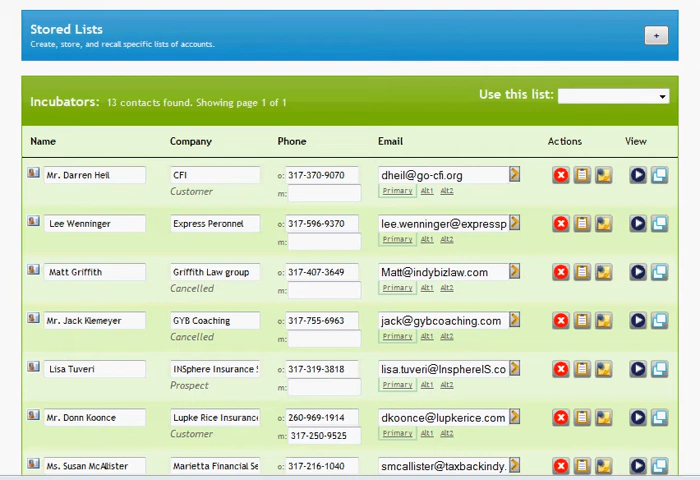 Stored Lists
Create, store, and recall specific lists of accounts.
+
Incubators: 13 contacts found. Showing page 1 of 1
Use this list:
Name Company Phone Email Actions View
Mr. Darren Heil CFI o: 317-370-9070 dheil@go-cfi.org
Customer m: Primary Alt1 Alt2
Lee Wenninger Express Peronnel o: 317-596-9370 lee.wenninger@expressp
m: Primary Alt1 Alt2
Matt Griffith Griffith Law group o: 317-407-3649 Matt@indybizlaw.com
Cancelled m: Primary Alt1 Alt2
Mr. Jack Klemeyer GYB Coaching o: 317-755-6963 jack@gybcoaching.com
Cancelled m: Primary Alt1 Alt2
Lisa Tuveri INSphere Insurance S o: 317-319-3818 lisa.tuveri@InsphereIS.co
Prospect m: Primary Alt1 Alt2
Mr. Donn Koonce Lupke Rice Insurance o: 260-969-1914 dkoonce@lupkerice.com
Customer m: 317-250-9525 Primary Alt1 Alt2
Ms. Susan McAllister Marietta Financial Se o: 317-216-1040 smcallister@taxbackindy.